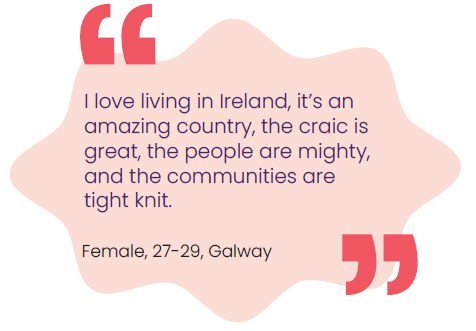 I love living in Ireland, it's an
amazing country, the craic is
great, the people are mighty,
and the communities are
tight knit.
Female, 27-29, Galway